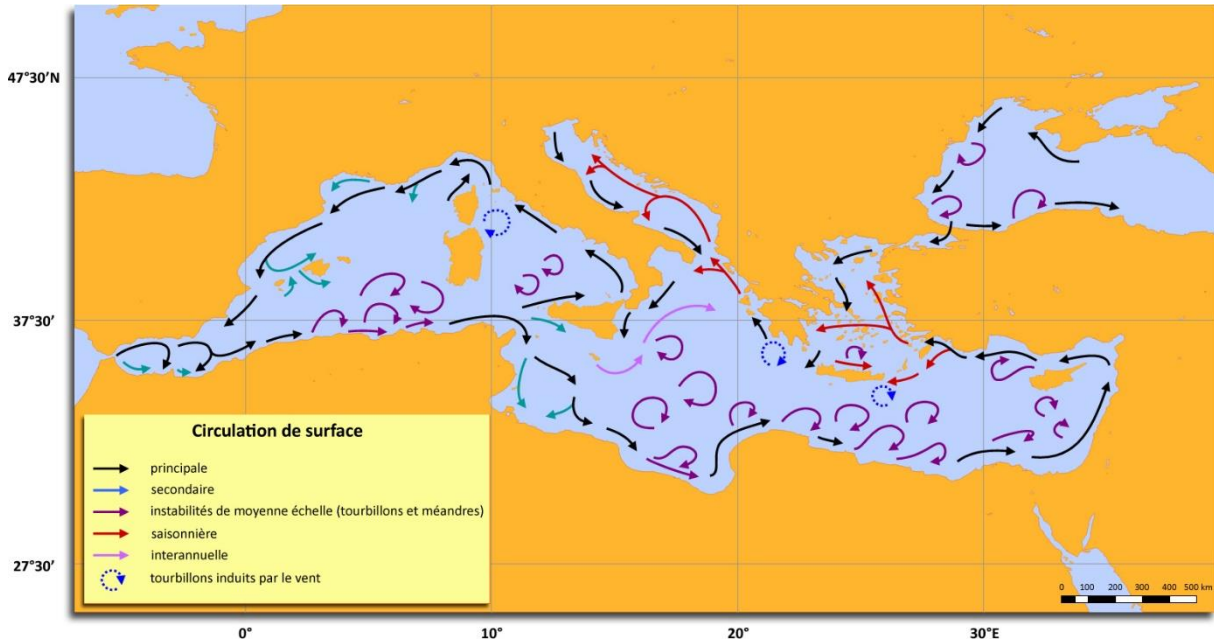 47°30'N
37°30'
27°30'
Circulation de surface
principale
secondaire
instabilités de moyenne échelle (tourbillons et méandres)
saisonnière
interannuelle
tourbillons induits par le vent
0 100 200 300 400 500 km
0° 10° 20° 30°E